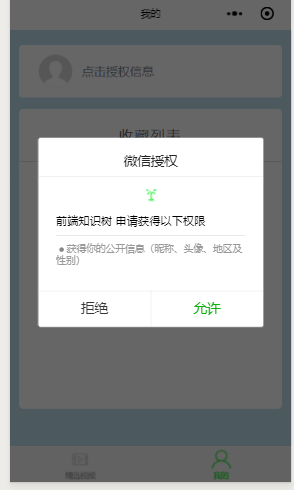 我的
点击授权信息
收藏列表
微信授权
前端知识树 申请获得以下权限
● 获得你的公开信息（昵称、头像、地区及
性别）
拒绝
允许
我的